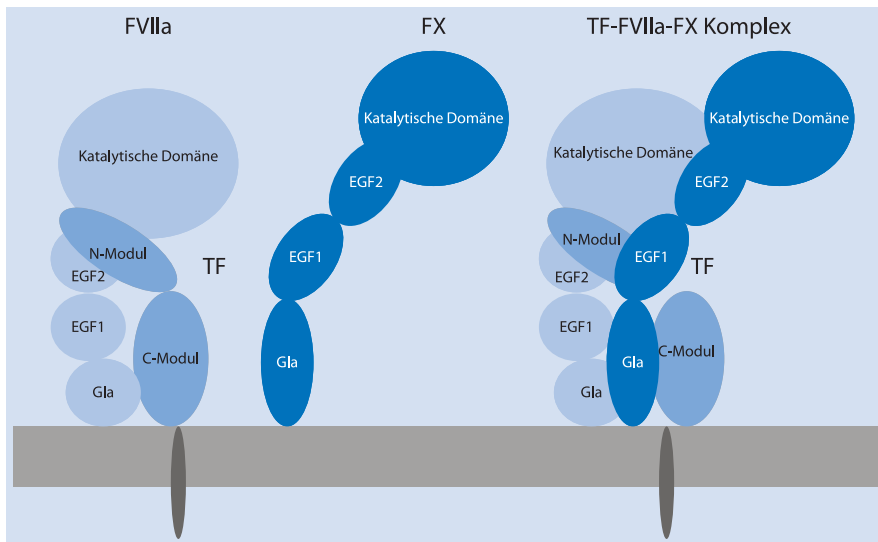 FVIIa
FX
TF-FVIIa-FX Komplex
Katalytische Domäne
N-Modul
TF
EGF2
EGF1
C-Modul
Gla
Katalytische Domäne
EGF2
EGF1
Gla
Katalytische Domäne
Katalytische Domäne
EGF2
N-Modul
EGF1
TF
EGF2
EGF1
C-Modul
Gla
Gla